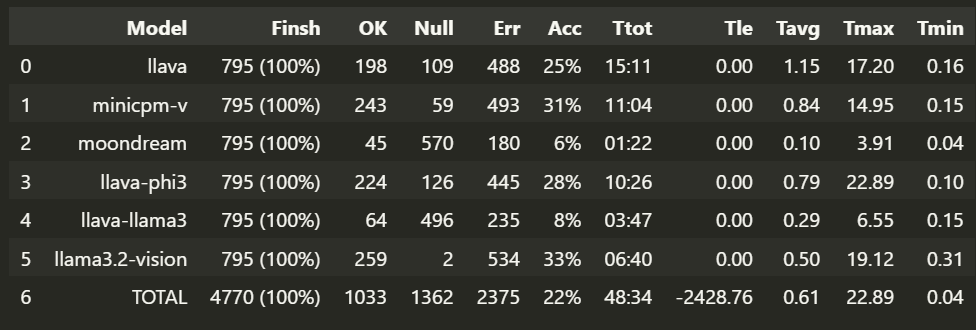 Model Finsh OK Null Err Acc Ttot Tle Tavg Tmax Tmin
0 llava 795 (100%) 198 109 488 25% 15:11 0.00 1.15 17.20 0.16
1 minicpm-v 795 (100%) 243 59 493 31% 11:04 0.00 0.84 14.95 0.15
2 moondream 795 (100%) 45 570 180 6% 01:22 0.00 0.10 3.91 0.04
3 llava-phi3 795 (100%) 224 126 445 28% 10:26 0.00 0.79 22.89 0.10
4 llava-llama3 795 (100%) 64 496 235 8% 03:47 0.00 0.29 6.55 0.15
5 llama3.2-vision 795 (100%) 259 2 534 33% 06:40 0.00 0.50 19.12 0.31
6 TOTAL 4770 (100%) 1033 1362 2375 22% 48:34 -2428.76 0.61 22.89 0.04